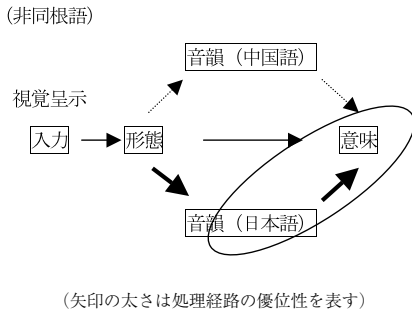 (非同根語)
音韻（中国語）
視覚呈示
入力 形態 意味
音韻（日本語）
（矢印の太さは処理経路の優位性を表す）